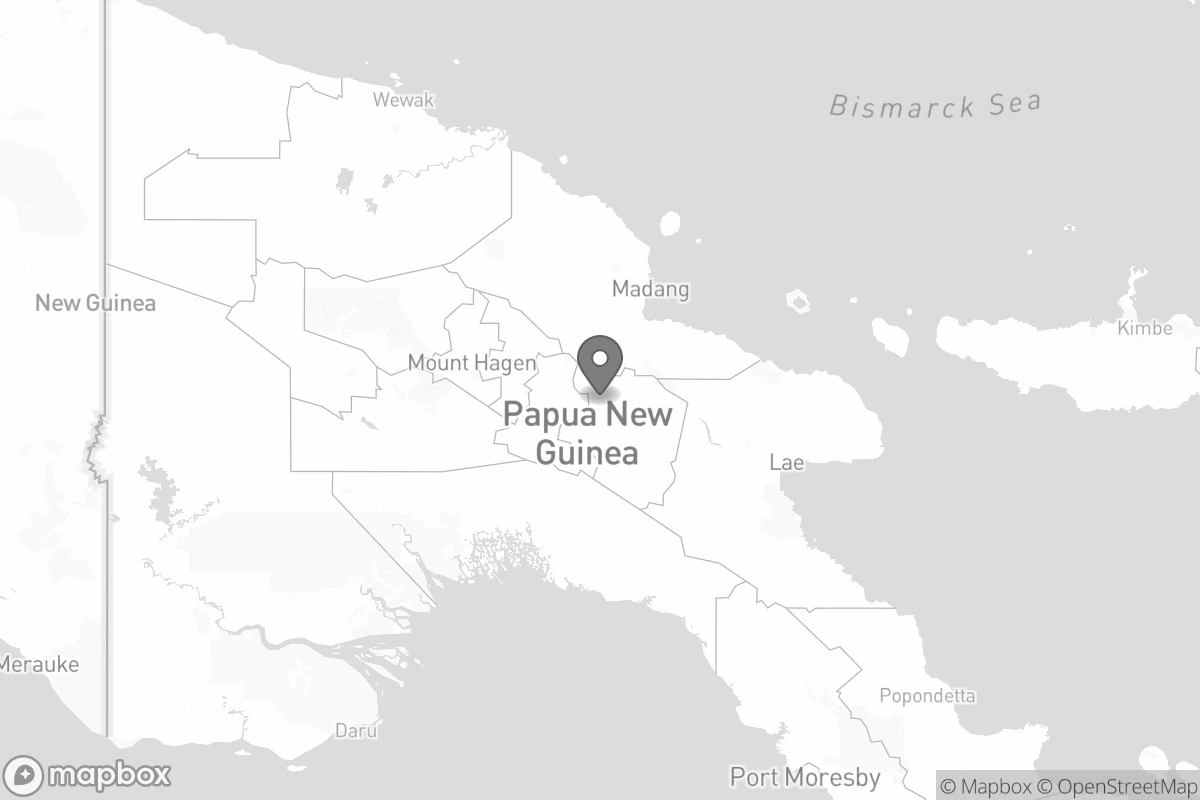 Wewak
Bismarck Sea
Madang
New Guinea
Kimbe
Mount Hagen
Papua New
Guinea
Lae
Merauke
Popondetta
Daru
Port Moresby
mapbox
© Mapbox © OpenStreetMap